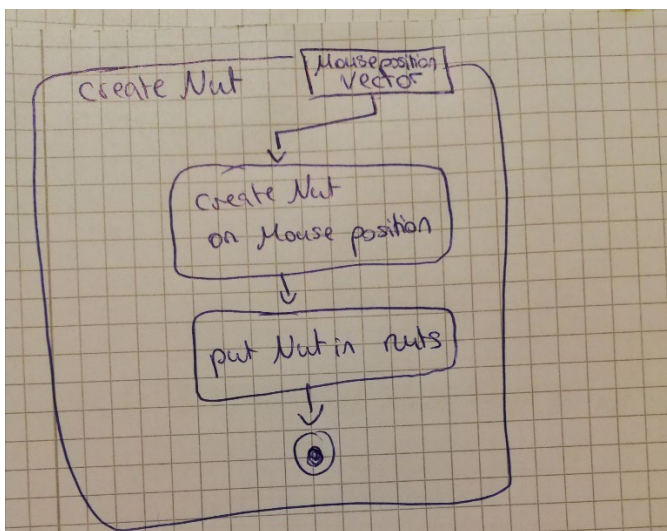 create Nut
Mouseposition
Vector
create Nut
on Mouse position
put Nut in nuts